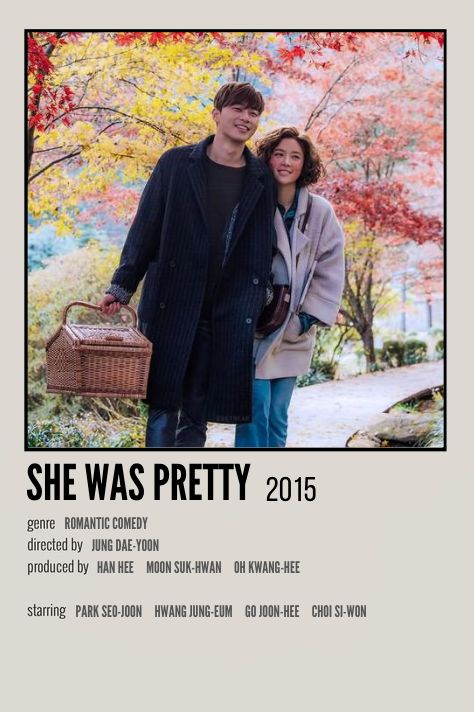 SHE WAS PRETTY 2015
genre ROMANTIC COMEDY
directed by JUNG DAE-YOON
produced by HAN HEE MOON SUK-HWAN OH KWANG-HEE
starring PARK SEO-JOON HWANG JUNG-EUM GO JOON-HEE CHOI SI-WON